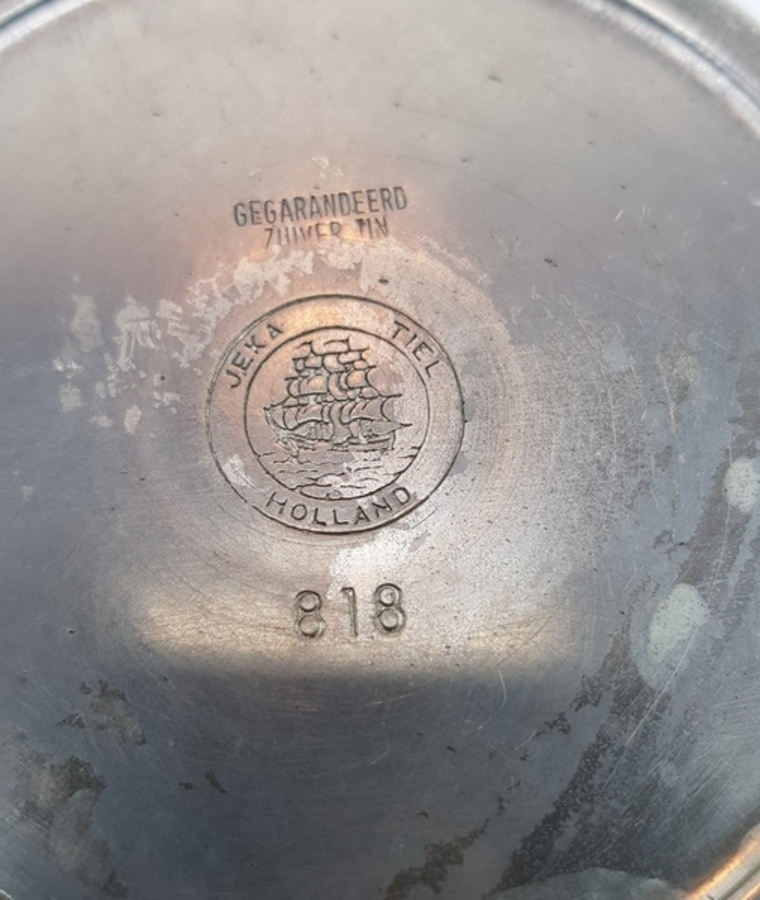 GEGARANDEERD
ZUIVER TIN
JEKA TIEL
HOLLAND
818